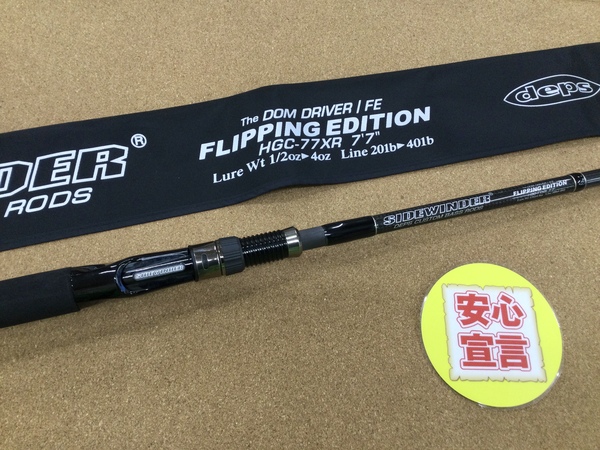 DER®
RODS
The DOM DRIVER / FE
FLIPPING EDITION
HGC-77XR 7'7"
Lure Wt 1/2oz▶4oz Line 20lb▶40lb
deps
SIDEWINDER
DEPS CUSTOM BASS RODS
FLIPPING EDITION
SIDEWINDER
安心
宣言